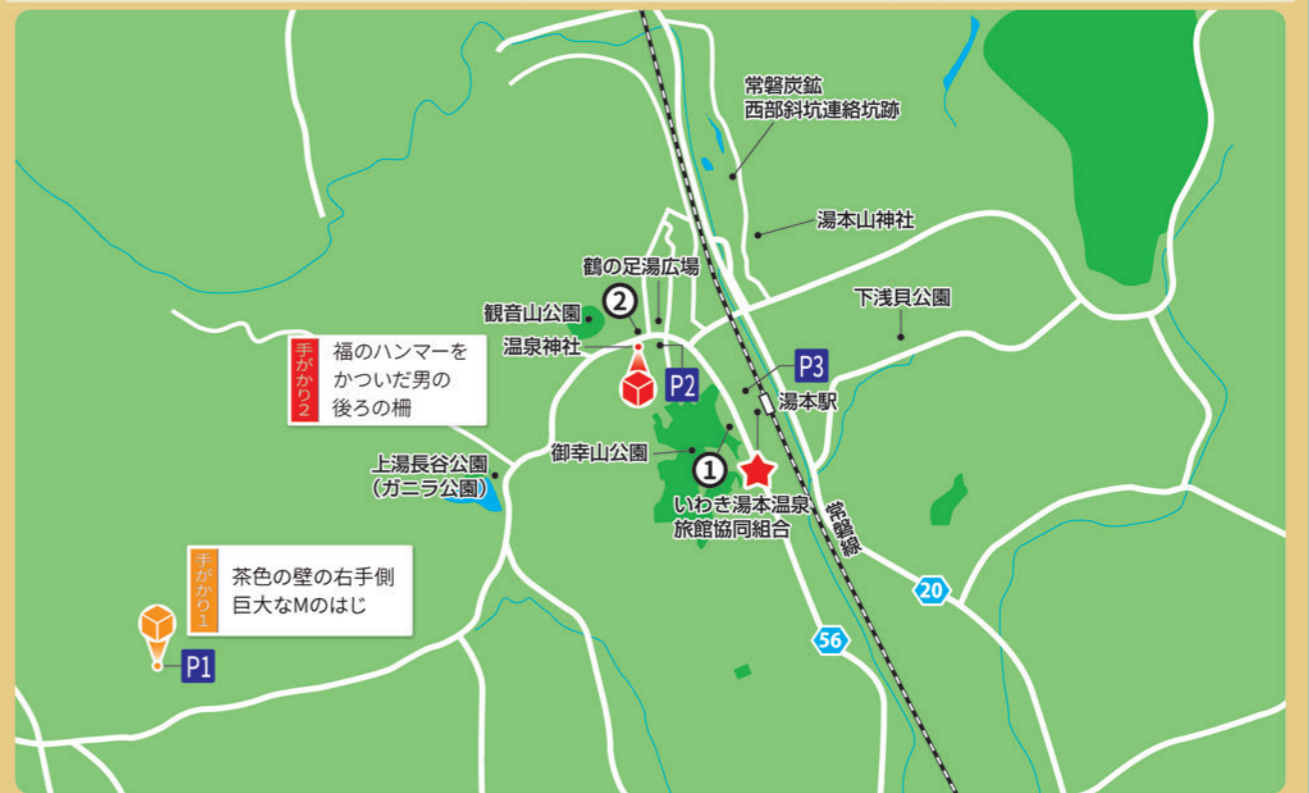 常磐炭鉱
西部斜坑連絡坑跡
湯本山神社
鶴の足湯広場
下浅貝公園
②
観音山公園
温泉神社
手がかり2
福のハンマーを
かついだ男の
後ろの柵
P2
P3
湯本駅
御幸山公園
①
上湯長谷公園
（ガニラ公園）
いわき湯本温泉
旅館協同組合
常磐線
手がかり1
茶色の壁の右手側
巨大なMのはじ
P1
20
56